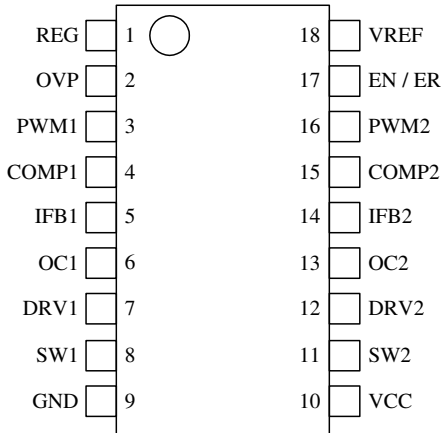 REG 1 18 VREF
OVP 2 17 EN / ER
PWM1 3 16 PWM2
COMP1 4 15 COMP2
IFB1 5 14 IFB2
OC1 6 13 OC2
DRV1 7 12 DRV2
SW1 8 11 SW2
GND 9 10 VCC